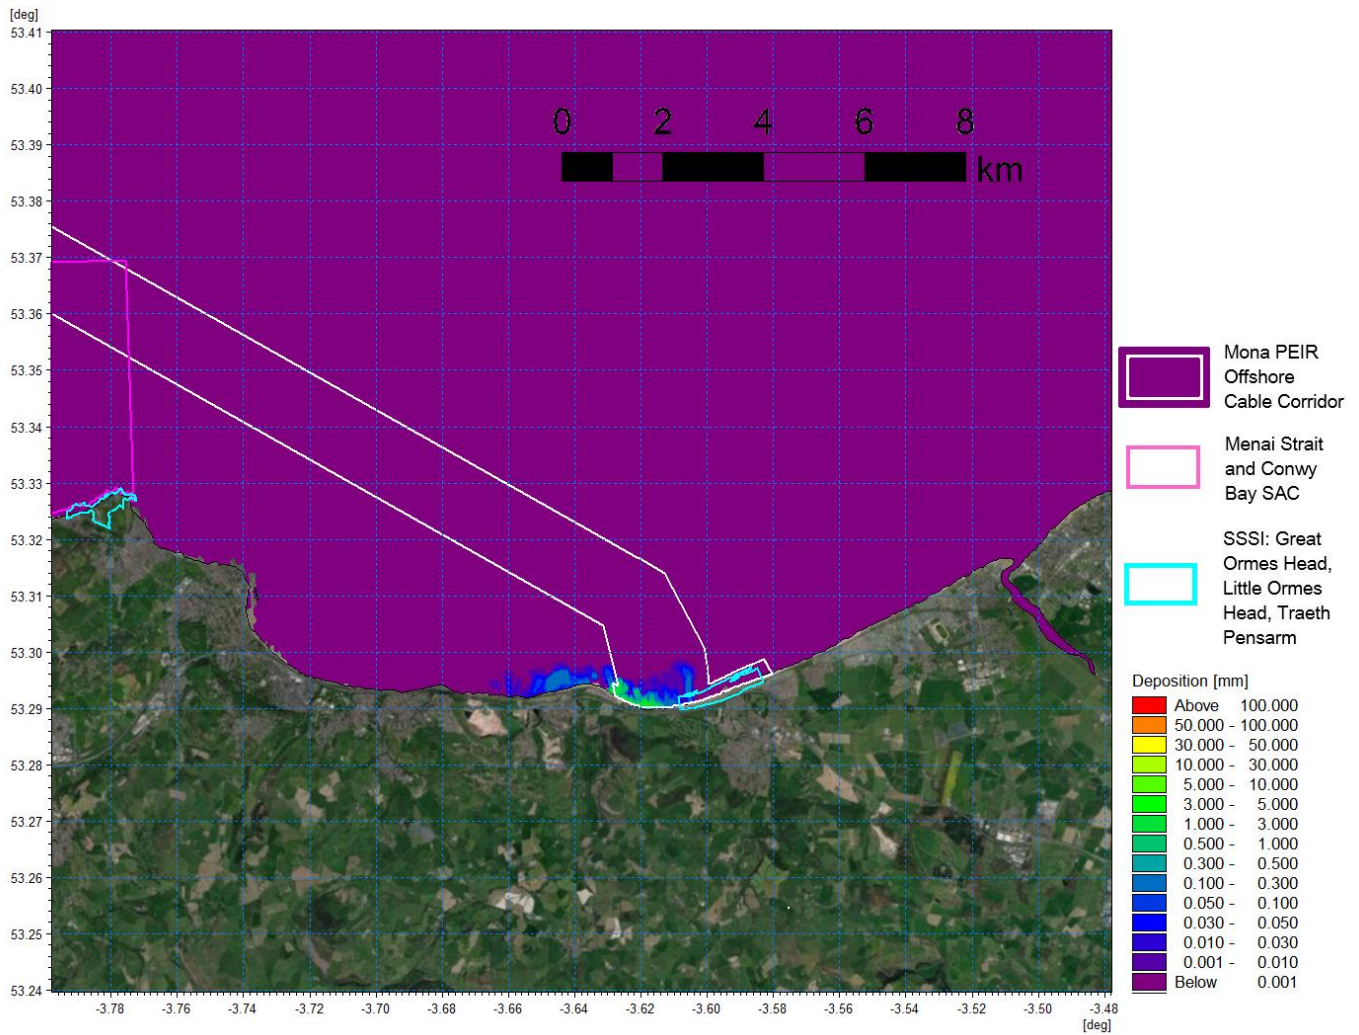 [deg]
53.41
53.40
53.39
53.38
53.37
53.36
53.35
53.34
53.33
53.32
53.31
53.30
53.29
53.28
53.27
53.26
53.25
53.24
0 2 4 6 8
km
Mona PEIR
Offshore
Cable Corridor
Menai Strait
and Conwy
Bay SAC
SSSI: Great
Ormes Head,
Little Ormes
Head, Traeth
Pensarm
Deposition [mm]
Above 100.000
50.000 - 100.000
30.000 - 50.000
10.000 - 30.000
5.000 - 10.000
3.000 - 5.000
1.000 - 3.000
0.500 - 1.000
0.300 - 0.500
0.100 - 0.300
0.050 - 0.100
0.030 - 0.050
0.010 - 0.030
0.001 - 0.010
Below 0.001
-3.78 -3.76 -3.74 -3.72 -3.70 -3.68 -3.66 -3.64 -3.62 -3.60 -3.58 -3.56 -3.54 -3.52 -3.50 -3.48
[deg]